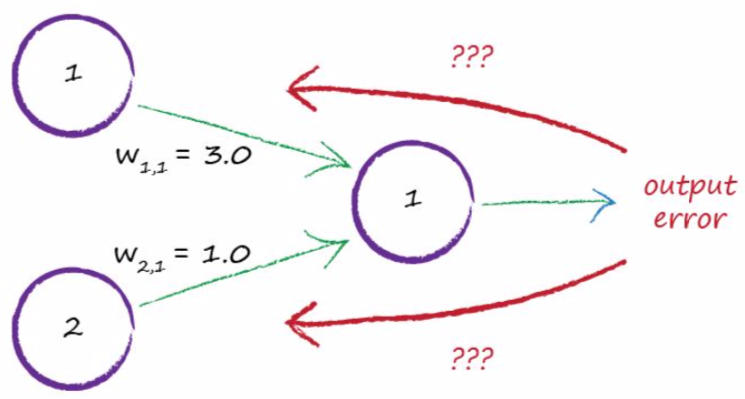 ???
1
w1,1 = 3.0
1
output
error
w2,1 = 1.0
2
???